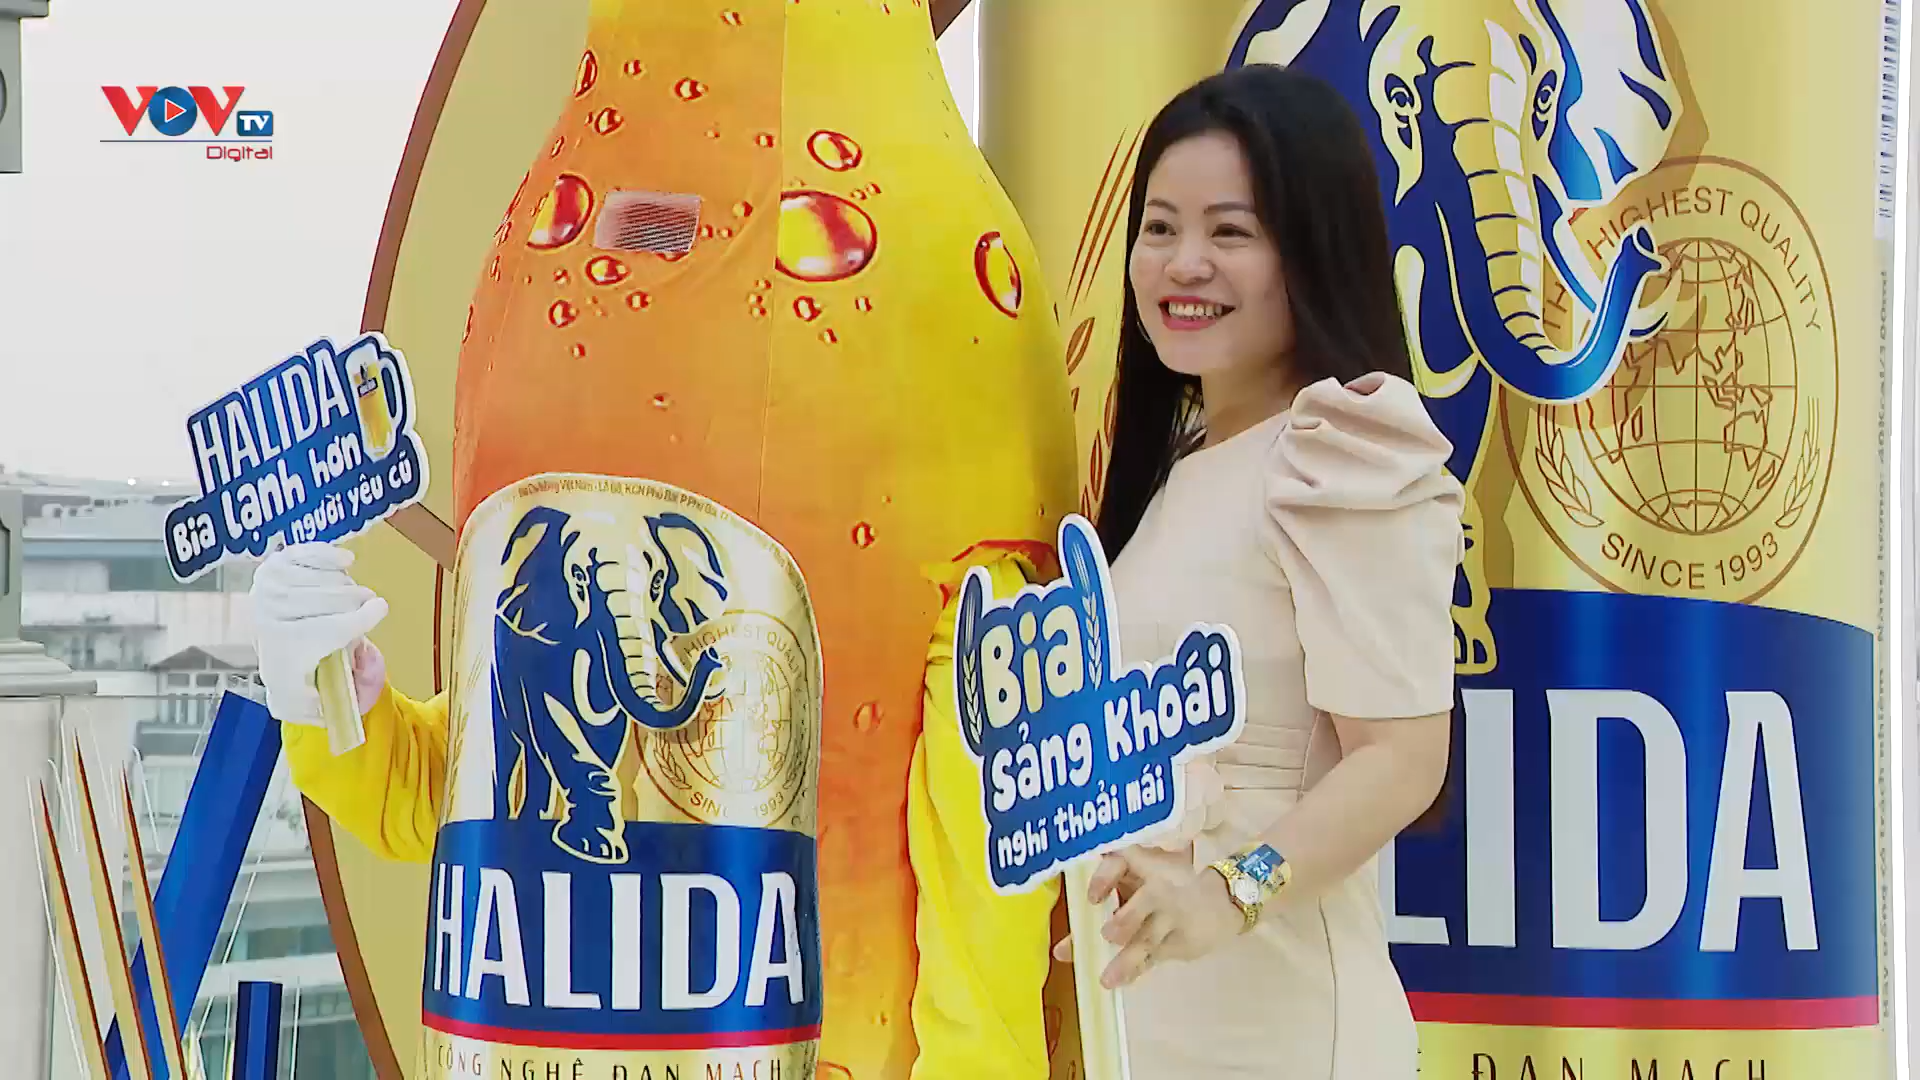 VOV TV
Digital
HALIDA
Bia lạnh hơn
người yêu cũ
Bia
sảng khoái
nghĩ thoải mái
HIGHEST QUALITY
SINCE 1993
HALIDA
CÔNG NGHỆ ĐAN MẠCH
HIGHEST QUALITY
SINCE 1993
LIDA
ĐAN MẠCH